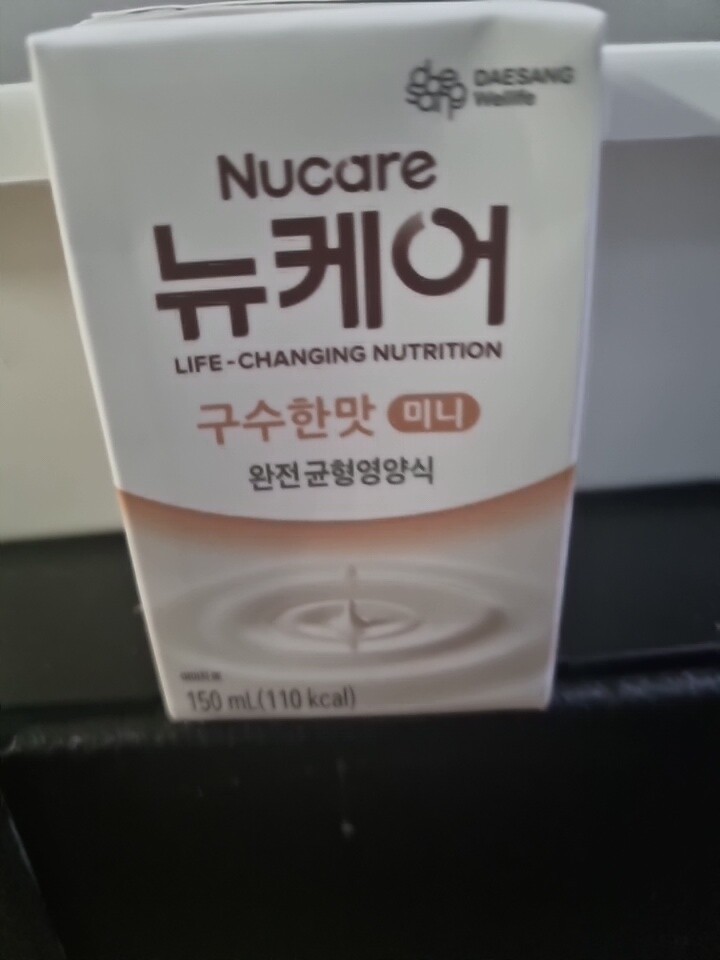 DAESANG
Wellife
Nucare
뉴케어
LIFE-CHANGING NUTRITION
구수한맛 미니
완전균형영양식
150 mL(110 kcal)